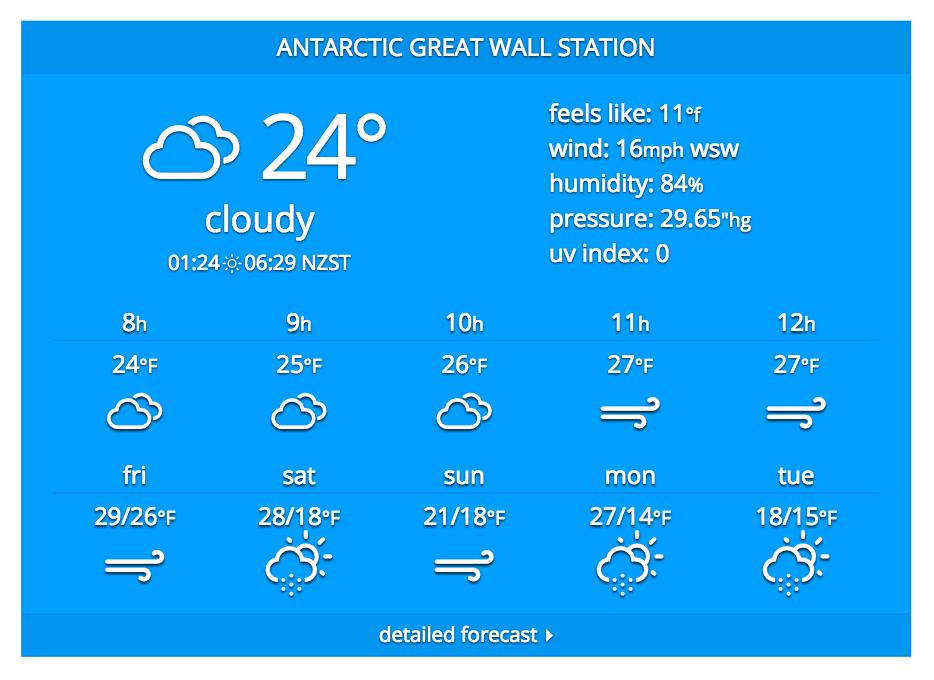 ANTARCTIC GREAT WALL STATION
24°
cloudy
01:24 06:29 NZST
feels like: 11°f
wind: 16mph wsw
humidity: 84%
pressure: 29.65"hg
uv index: 0
8h 9h 10h 11h 12h
24°F 25°F 26°F 27°F 27°F
fri sat sun mon tue
29/26°F 28/18°F 21/18°F 27/14°F 18/15°F
detailed forecast